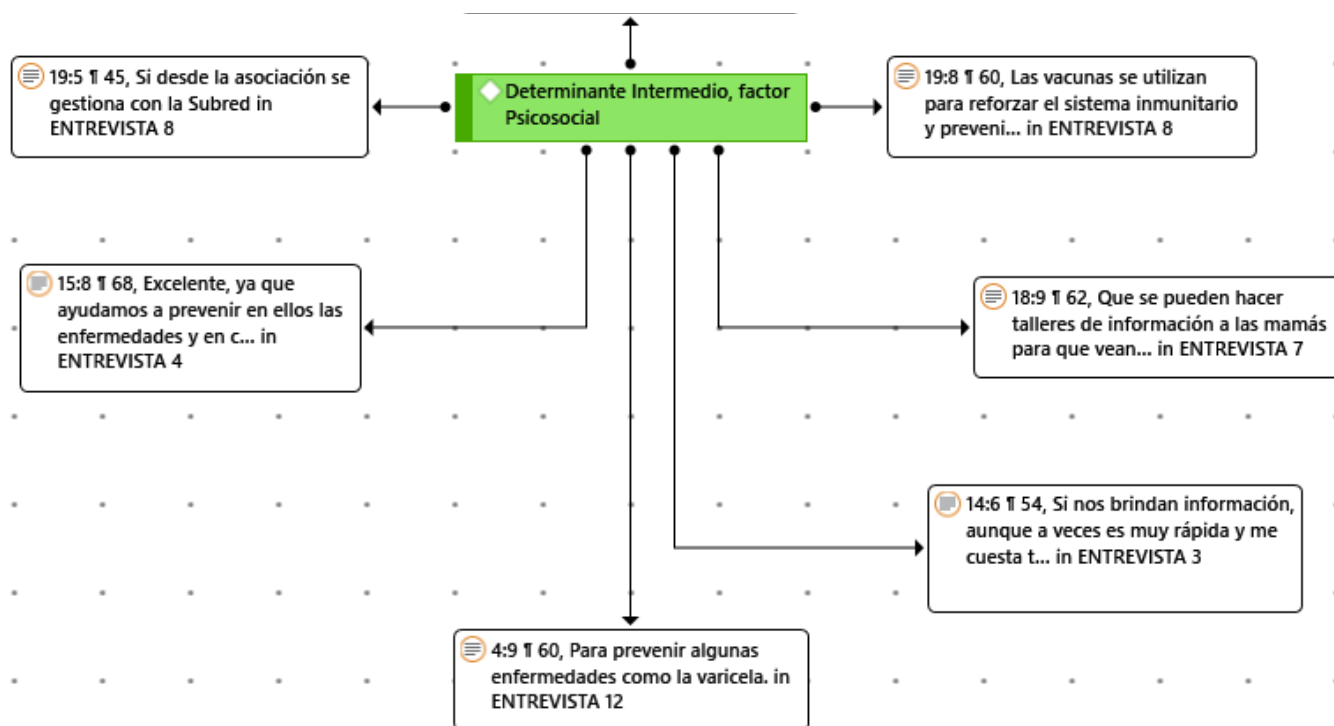 19:5 ¶ 45, Si desde la asociación se
gestiona con la Subred in
ENTREVISTA 8
Determinante Intermedio, factor
Psicosocial
19:8 ¶ 60, Las vacunas se utilizan
para reforzar el sistema inmunitario
y preveni... in ENTREVISTA 8
15:8 ¶ 68, Excelente, ya que
ayudamos a prevenir en ellos las
enfermedades y en c... in
ENTREVISTA 4
18:9 ¶ 62, Que se pueden hacer
talleres de información a las mamás
para que vean... in ENTREVISTA 7
14:6 ¶ 54, Si nos brindan información,
aunque a veces es muy rápida y me
cuesta t... in ENTREVISTA 3
4:9 ¶ 60, Para prevenir algunas
enfermedades como la varicela. in
ENTREVISTA 12